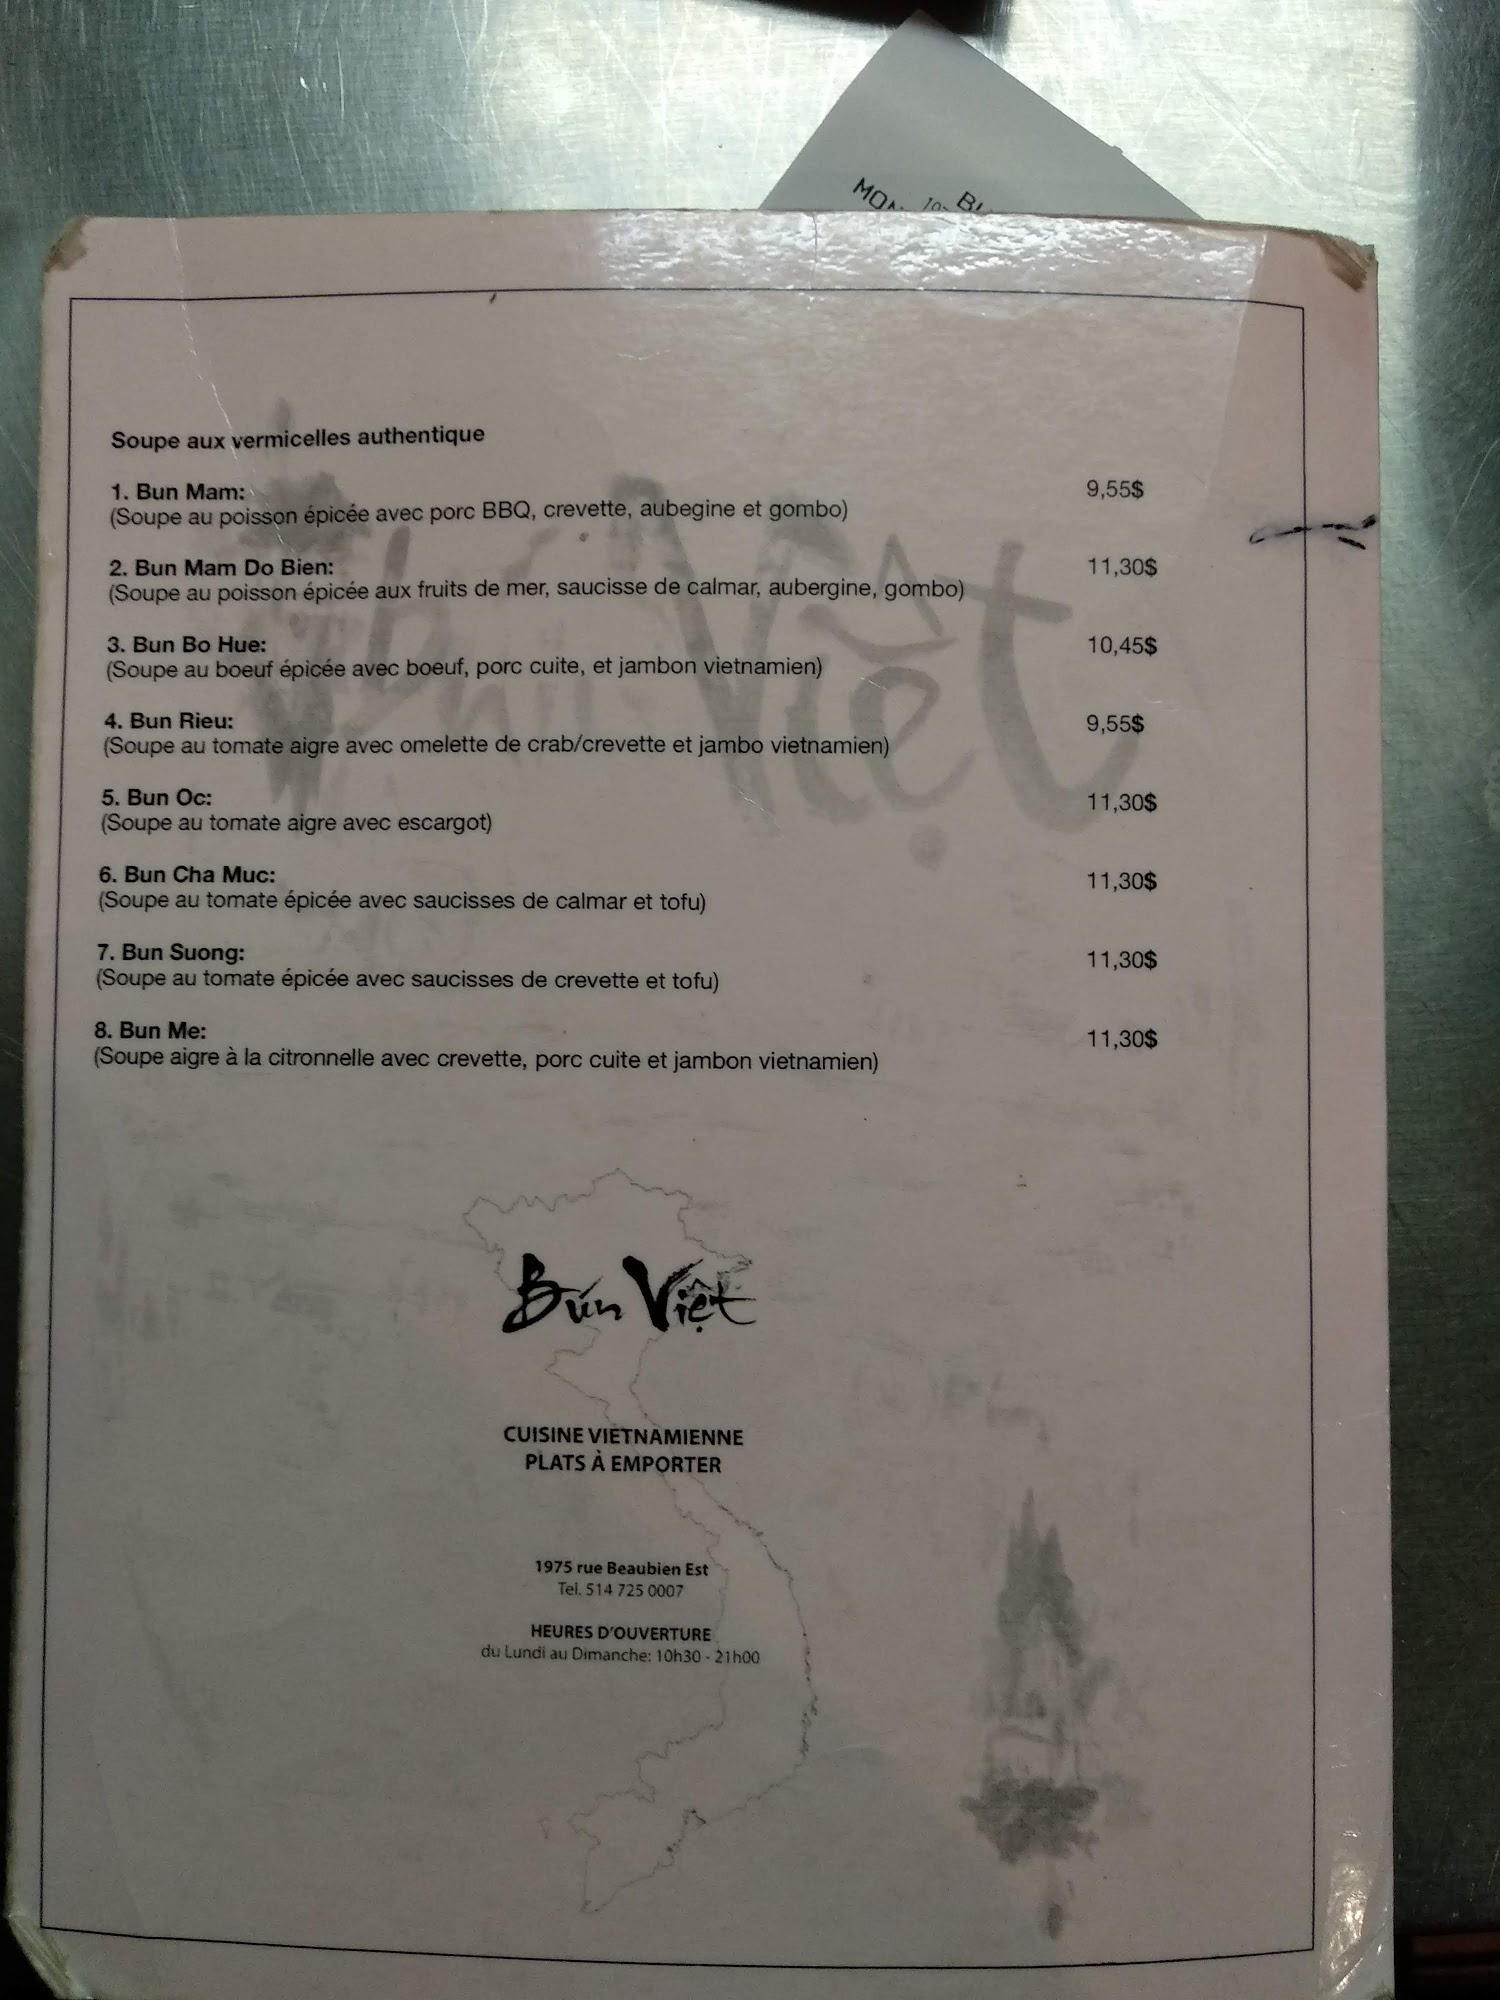 Soupe aux vermicelles authentique
1. Bun Mam: 9,55$
(Soupe au poisson épicée avec porc BBQ, crevette, aubegine et gombo)
2. Bun Mam Do Bien: 11,30$
(Soupe au poisson épicée aux fruits de mer, saucisse de calmar, aubergine, gombo)
3. Bun Bo Hue: 10,45$
(Soupe au boeuf épicée avec boeuf, porc cuite, et jambon vietnamien)
4. Bun Rieu: 9,55$
(Soupe au tomate aigre avec omelette de crab/crevette et jambo vietnamien)
5. Bun Oc: 11,30$
(Soupe au tomate aigre avec escargot)
6. Bun Cha Muc: 11,30$
(Soupe au tomate épicée avec saucisses de calmar et tofu)
7. Bun Suong: 11,30$
(Soupe au tomate épicée avec saucisses de crevette et tofu)
8. Bun Me: 11,30$
(Soupe aigre à la citronnelle avec crevette, porc cuite et jambon vietnamien)
Bún Việt
Bún Việt
CUISINE VIETNAMIENNE
PLATS À EMPORTER
1975 rue Beaubien Est
Tel. 514 725 0007
HEURES D'OUVERTURE
du Lundi au Dimanche: 10h30 - 21h00